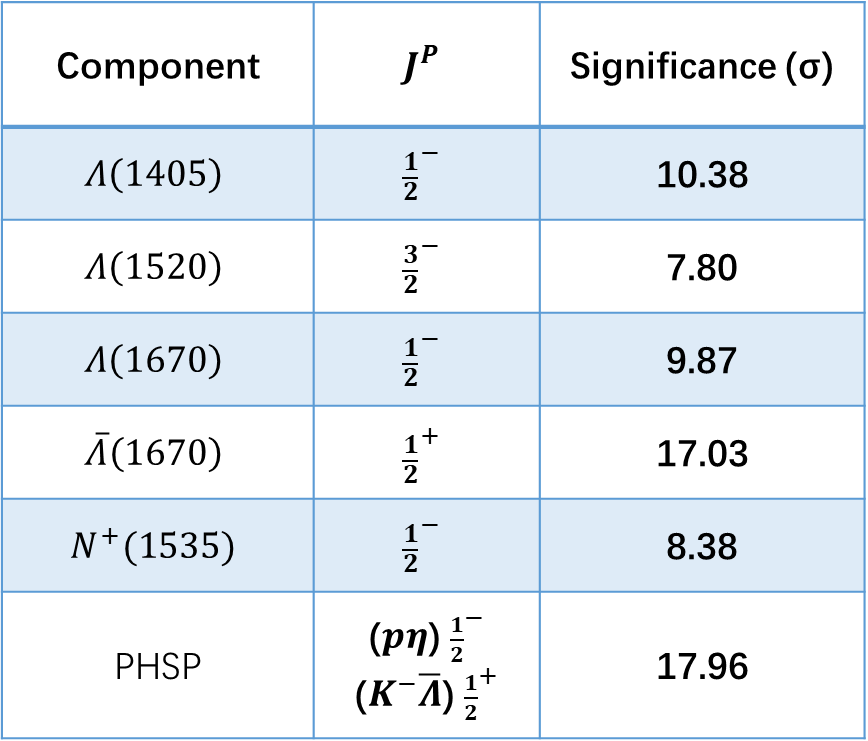 Component J^P Significance (σ)
Λ(1405) 1/2^- 10.38
Λ(1520) 3/2^- 7.80
Λ(1670) 1/2^- 9.87
Λ̄(1670) 1/2^+ 17.03
N^+(1535) 1/2^- 8.38
PHSP (pη) 1/2^- 17.96
(K^-Λ̄) 1/2^+